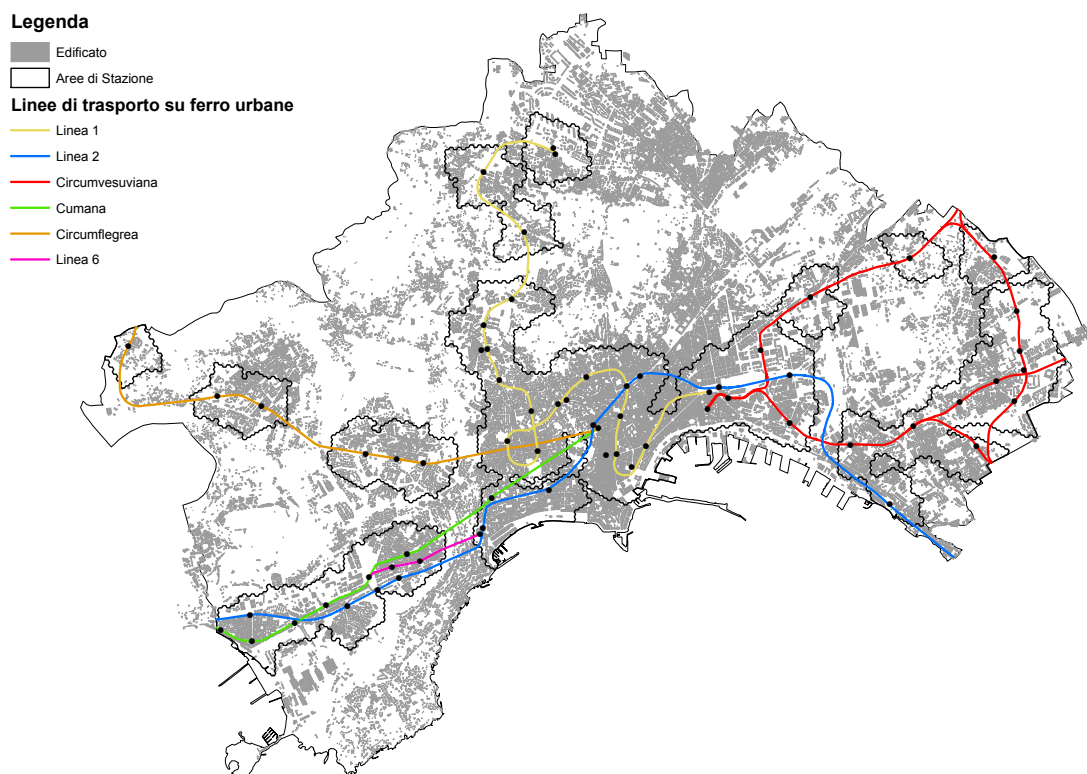 Legenda
Edificato
Aree di Stazione
Linee di trasporto su ferro urbane
Linea 1
Linea 2
Circumvesuviana
Cumana
Circumflegrea
Linea 6